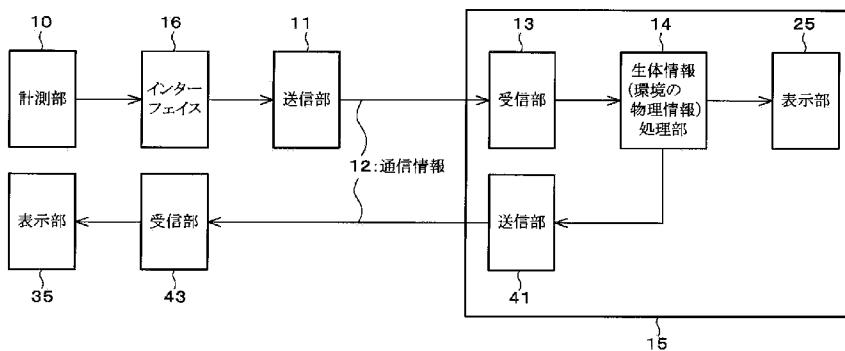 10
16
11
13
14
25
計測部
インター
フェイス
送信部
受信部
生体情報
(環境の
物理情報)
処理部
表示部
12:通信情報
表示部
受信部
送信部
35
43
41
15